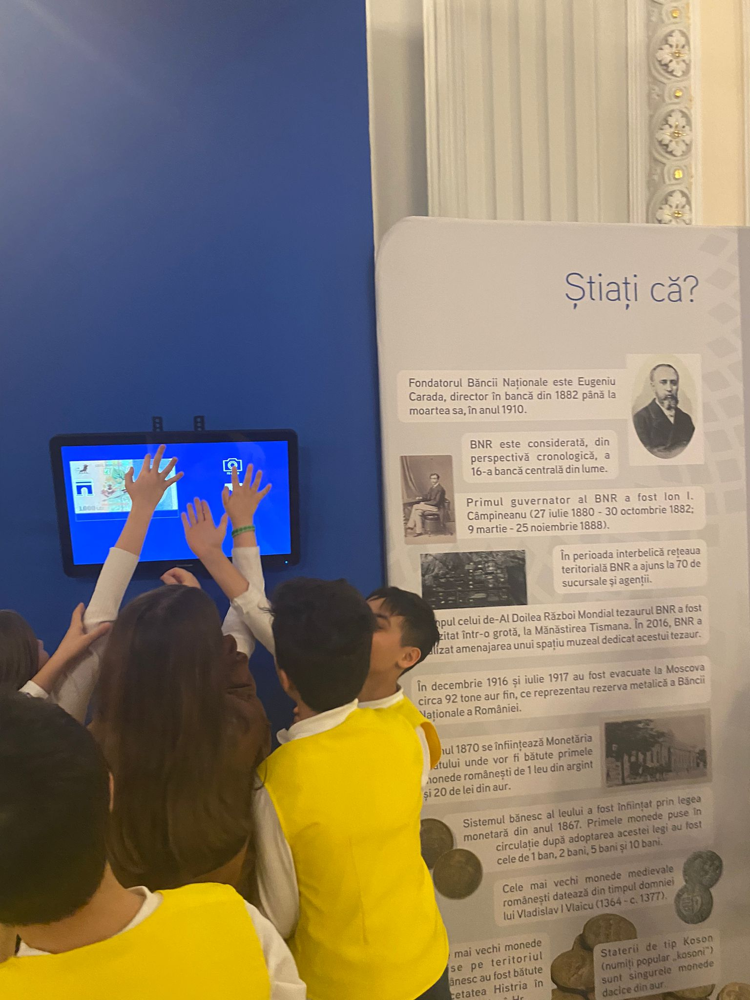 Știați că?
Fondatorul Băncii Naționale este Eugeniu
Carada, director în bancă din 1882 până la
moartea sa, în anul 1910.
BNR este considerată, din
perspectivă cronologică, a
16-a bancă centrală din lume.
Primul guvernator al BNR a fost Ion I.
Câmpineanu (27 iulie 1880 - 30 octombrie 1882;
9 martie - 25 noiembrie 1888).
În perioada interbelică rețeaua
teritorială BNR a ajuns la 70 de
sucursale și agenții.
celui de-Al Doilea Război Mondial tezaurul BNR a fost
într-o grotă, la Mănăstirea Tismana. În 2016, BNR a
amenajarea unui spațiu muzeal dedicat acestui tezaur.
În decembrie 1916 și iulie 1917 au fost evacuate la Moscova
circa 92 tone aur fin, ce reprezentau rezerva metalică a Băncii
Naționale a României.
1870 se înființează Monetăria
unde vor fi bătute primele
monede românești de 1 leu din argint
și 20 de lei din aur.
Sistemul bănesc al leului a fost înființat prin legea
monetară din anul 1867. Primele monede puse în
circulație după adoptarea acestei legi au fost
cele de 1 ban, 2 bani, 5 bani și 10 bani.
Cele mai vechi monede medievale
românești datează din timpul domniei
lui Vladislav I Vlaicu (1364 - c. 1377).
mai vechi monede
pe teritoriul
au fost bătute
cetatea Histria în
Hr.
Staterii de tip Koson
(numiți popular „kosoni”)
sunt singurele monede
dacice din aur.
1000 LEI